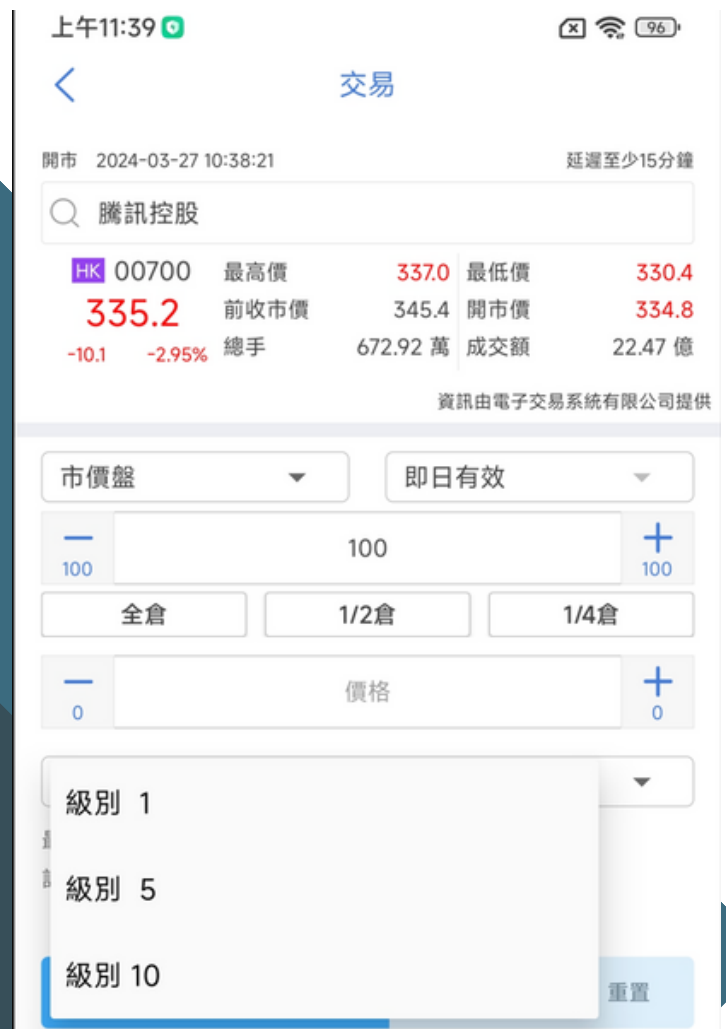 上午11:39 96
交易
開市 2024-03-27 10:38:21 延遲至少15分鐘
騰訊控股
HK 00700 最高價 337.0 最低價 330.4
335.2 前收市價 345.4 開市價 334.8
-10.1 -2.95% 總手 672.92 萬 成交額 22.47 億
資訊由電子交易系統有限公司提供
市價盤 即日有效
100
100 100
全倉 1/2倉 1/4倉
價格
0 0
級別 1
級別 5
級別 10
重置